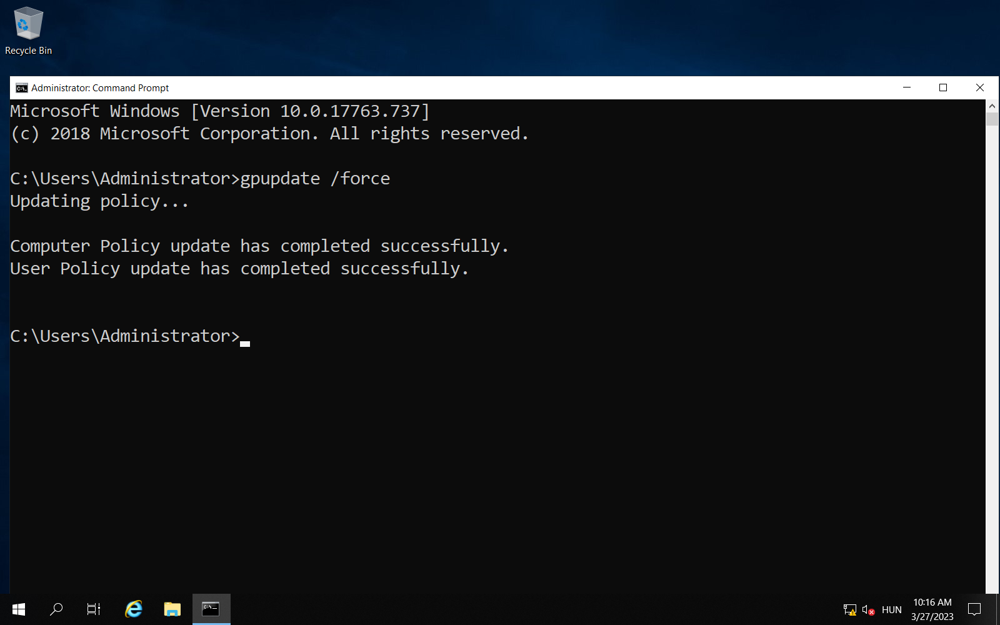 Recycle Bin
Administrator: Command Prompt
Microsoft Windows [Version 10.0.17763.737]
(c) 2018 Microsoft Corporation. All rights reserved.
C:\Users\Administrator>gpupdate /force
Updating policy...
Computer Policy update has completed successfully.
User Policy update has completed successfully.
C:\Users\Administrator>
HUN
10:16 AM
3/27/2023